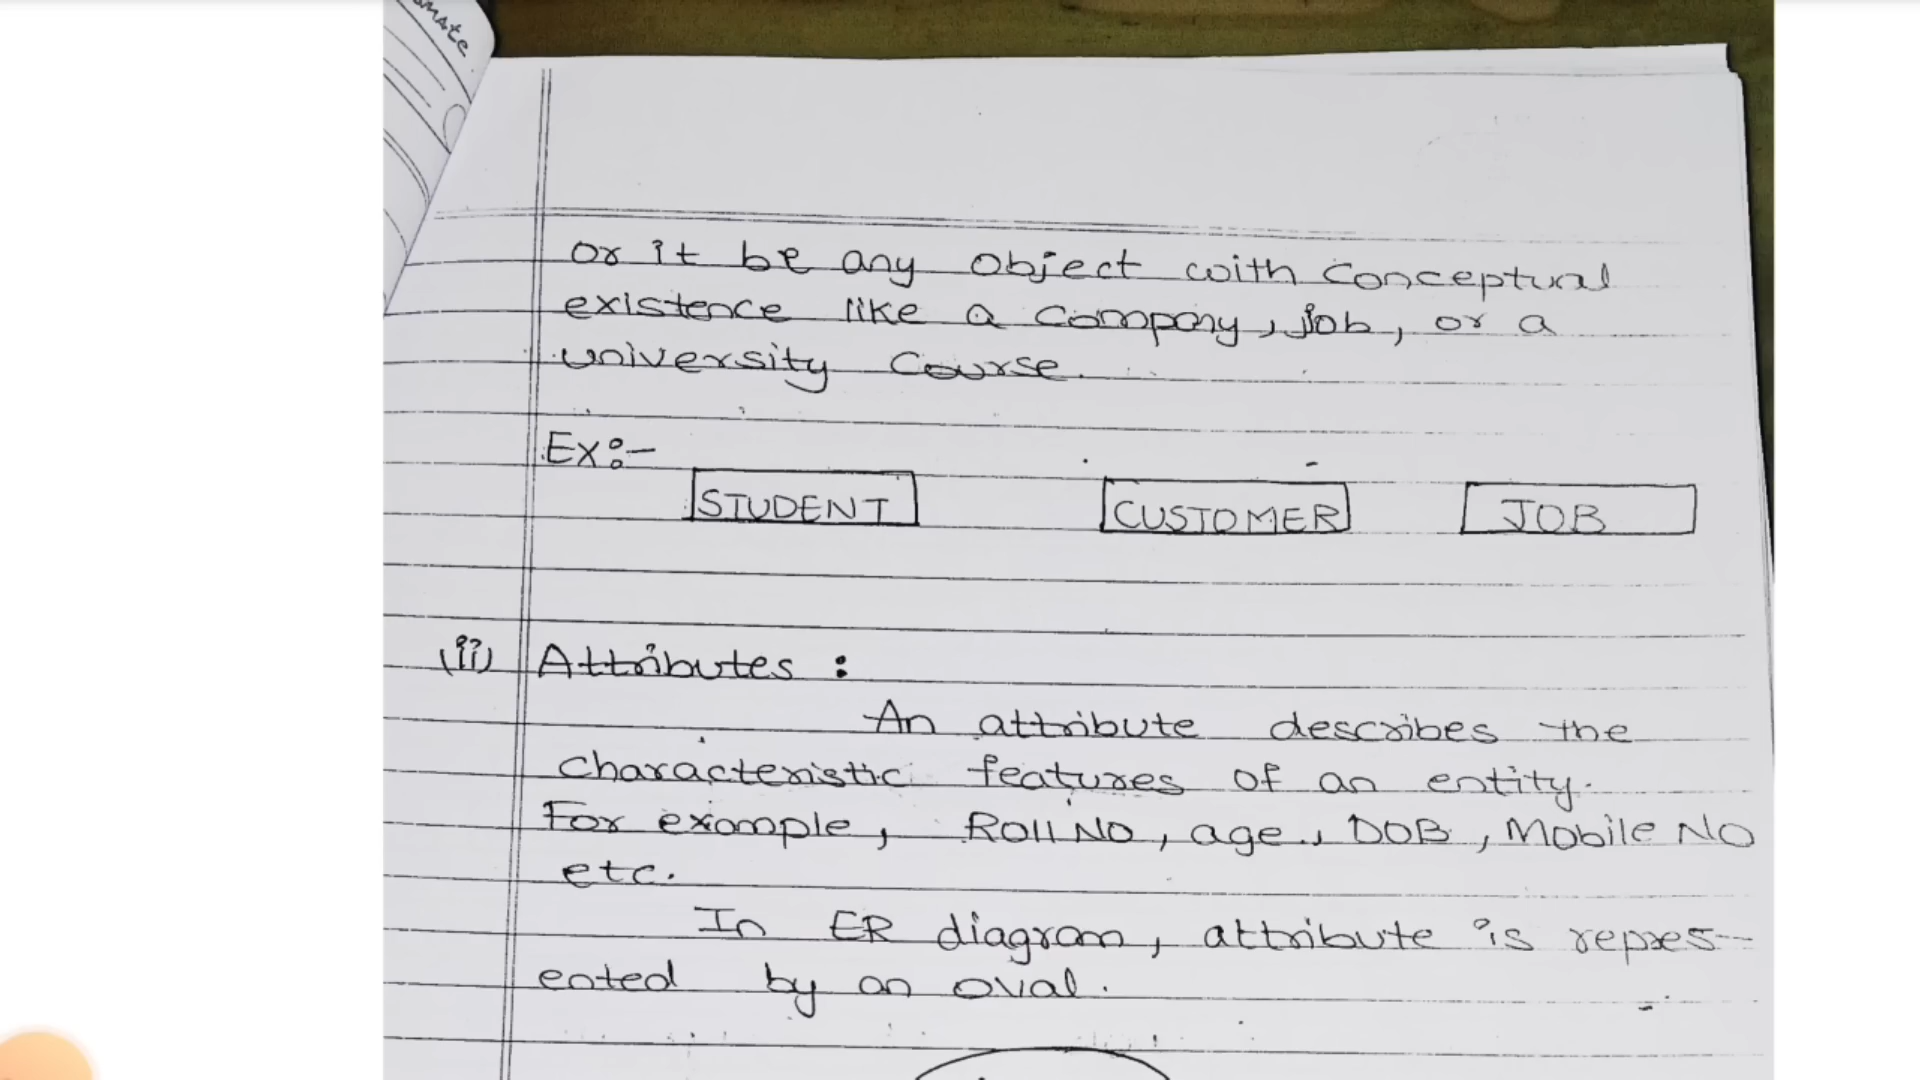 mate
or it be any object with conceptual
existence like a company, job, or a
university course.
Ex:-
STUDENT CUSTOMER JOB
(ii) Attributes :
An attribute describes the
characteristic features of an entity.
For example, Roll No, age, DOB, Mobile No
etc.
In ER diagram, attribute is repres-
ented by an oval.